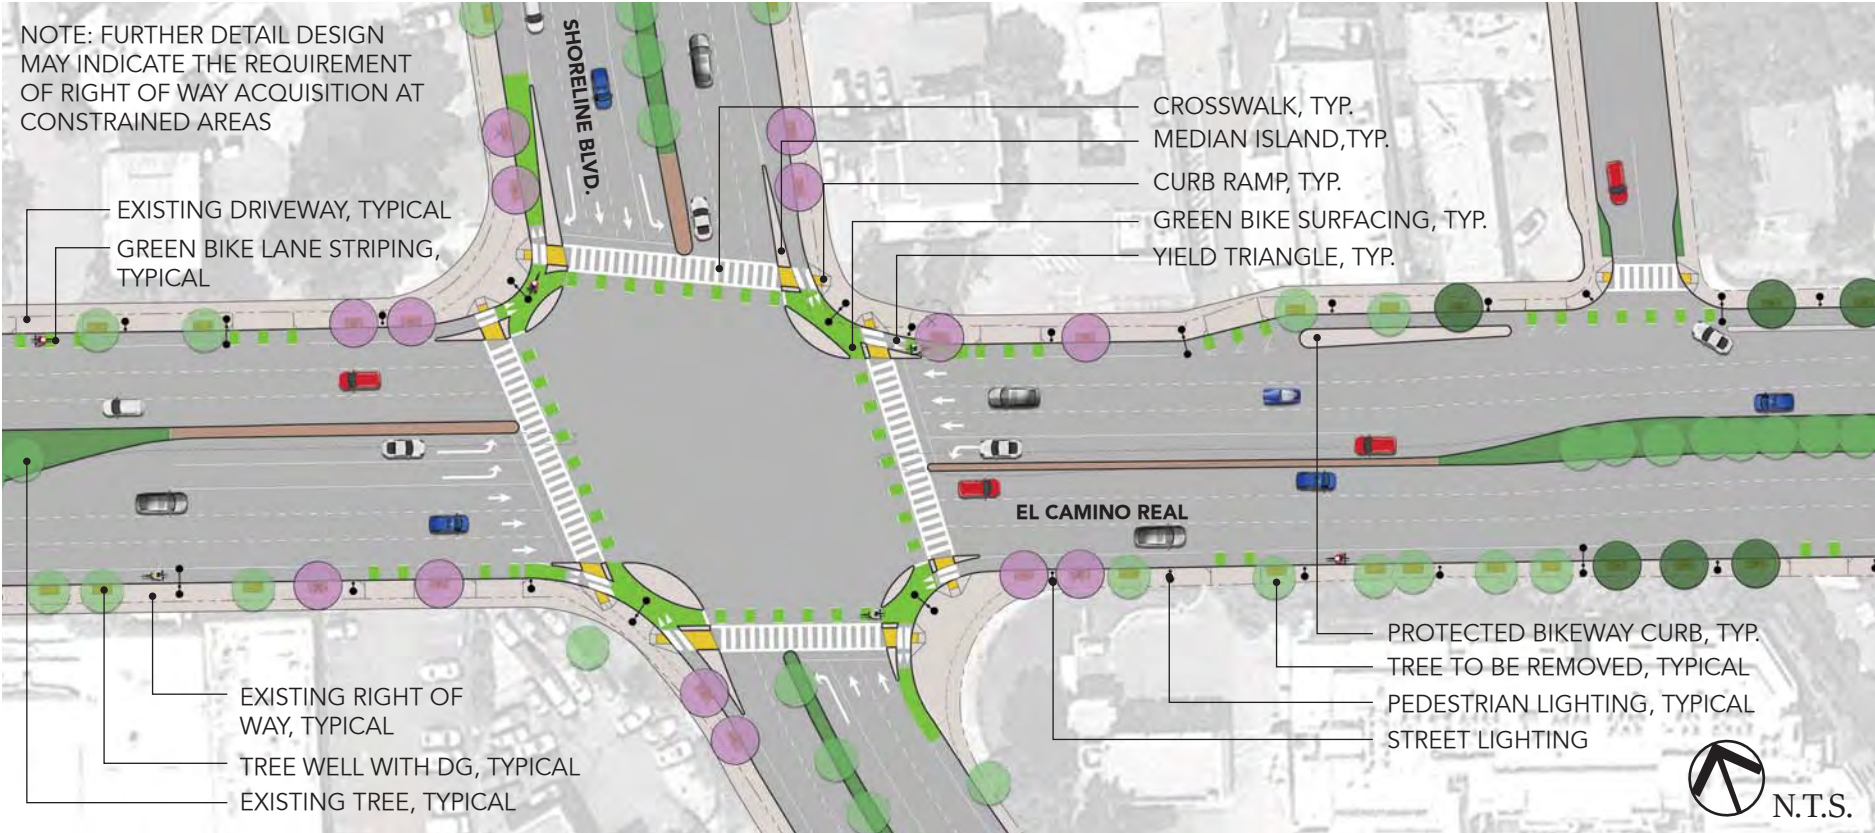 NOTE: FURTHER DETAIL DESIGN
MAY INDICATE THE REQUIREMENT
OF RIGHT OF WAY ACQUISITION AT
CONSTRAINED AREAS
SHORELINE BLVD.
CROSSWALK, TYP.
MEDIAN ISLAND,TYP.
CURB RAMP, TYP.
GREEN BIKE SURFACING, TYP.
YIELD TRIANGLE, TYP.
EXISTING DRIVEWAY, TYPICAL
GREEN BIKE LANE STRIPING,
TYPICAL
EL CAMINO REAL
EXISTING RIGHT OF
WAY, TYPICAL
TREE WELL WITH DG, TYPICAL
EXISTING TREE, TYPICAL
PROTECTED BIKEWAY CURB, TYP.
TREE TO BE REMOVED, TYPICAL
PEDESTRIAN LIGHTING, TYPICAL
STREET LIGHTING
N.T.S.